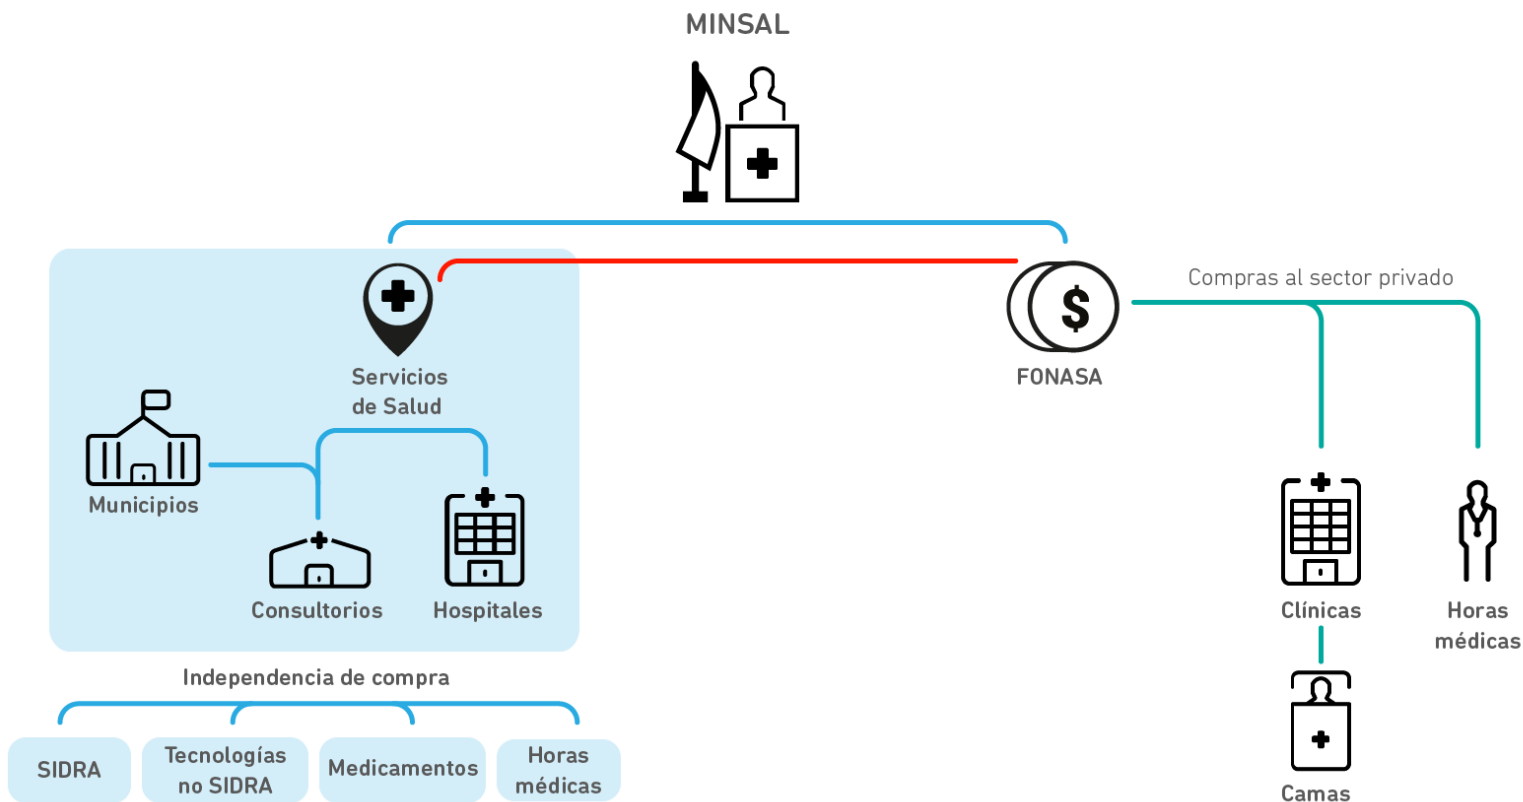 MINSAL
Compras al sector privado
Servicios
de Salud
FONASA
Municipios
Consultorios
Hospitales
Clínicas
Horas
médicas
Independencia de compra
SIDRA
Tecnologías
no SIDRA
Medicamentos
Horas
médicas
Camas